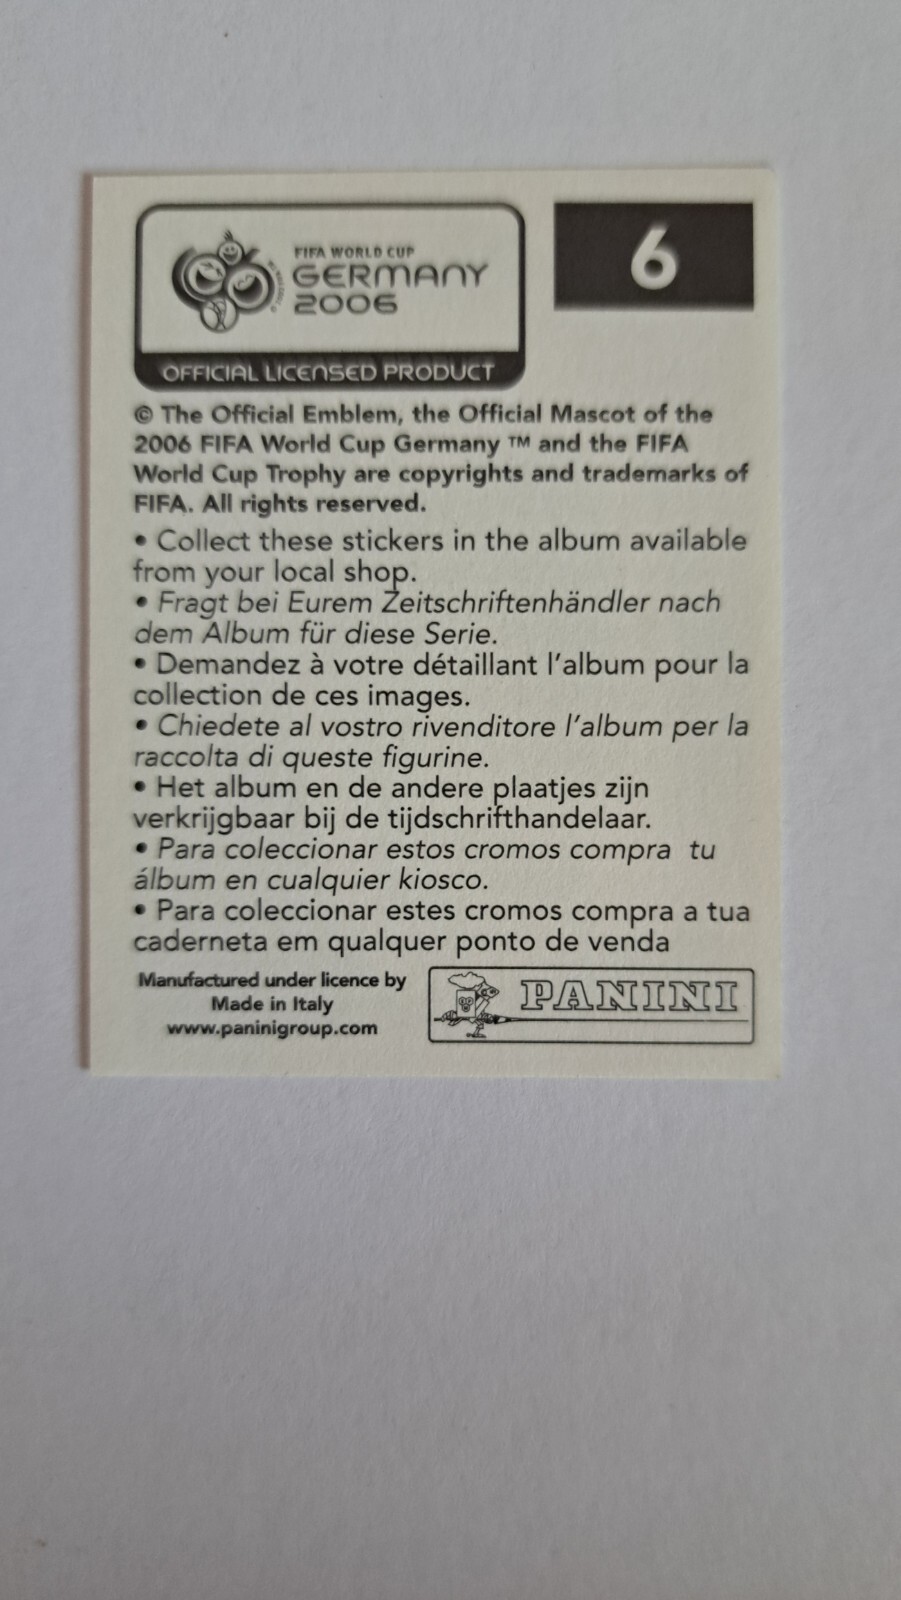 FIFA WORLD CUP
GERMANY
2006
OFFICIAL LICENSED PRODUCT
6
© The Official Emblem, the Official Mascot of the
2006 FIFA World Cup Germany ™ and the FIFA
World Cup Trophy are copyrights and trademarks of
FIFA. All rights reserved.
• Collect these stickers in the album available
from your local shop.
• Fragt bei Eurem Zeitschriftenhändler nach
dem Album für diese Serie.
• Demandez à votre détaillant l'album pour la
collection de ces images.
• Chiedete al vostro rivenditore l'album per la
raccolta di queste figurine.
• Het album en de andere plaatjes zijn
verkrijgbaar bij de tijdschrifthandelaar.
• Para coleccionar estos cromos compra tu
álbum en cualquier kiosco.
• Para coleccionar estes cromos compra a tua
caderneta em qualquer ponto de venda
Manufactured under licence by
Made in Italy
www.paninigroup.com
PANINI